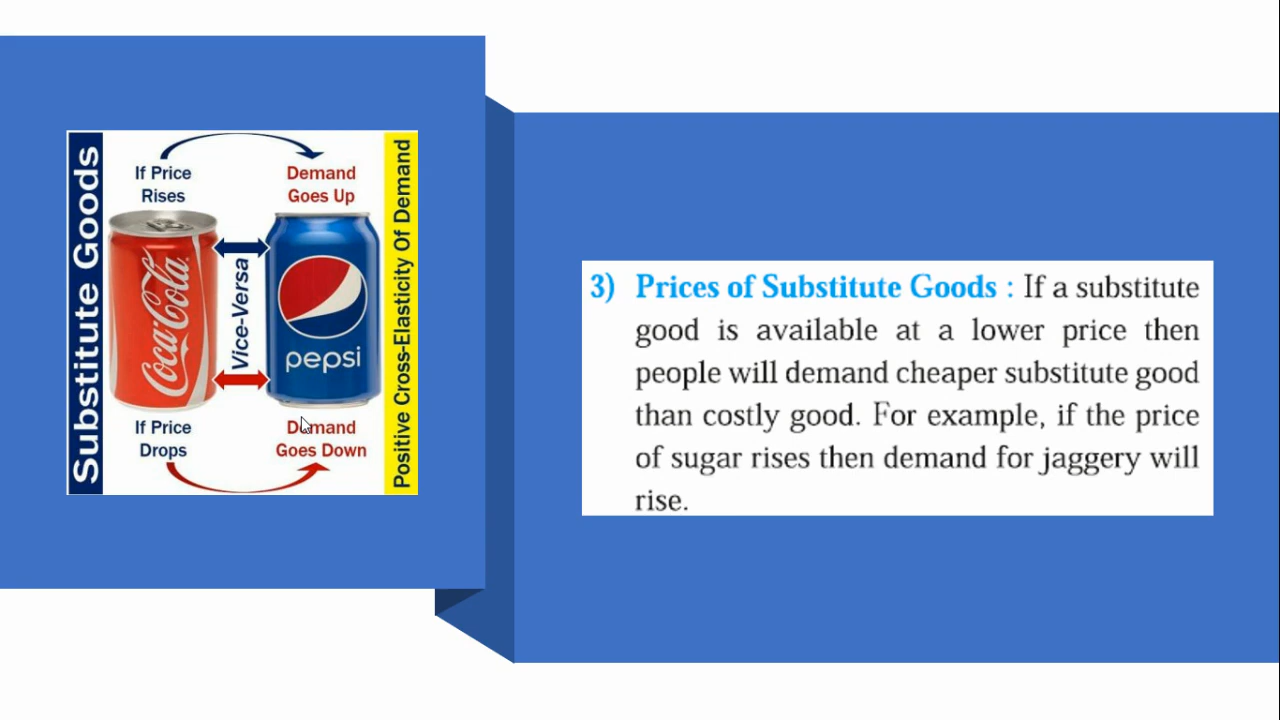 Substitute Goods
If Price
Rises
Demand
Goes Up
Coca-Cola
Vice-Versa
pepsi
If Price
Drops
Demand
Goes Down
Positive Cross-Elasticity Of Demand
3) Prices of Substitute Goods : If a substitute
good is available at a lower price then
people will demand cheaper substitute good
than costly good. For example, if the price
of sugar rises then demand for jaggery will
rise.